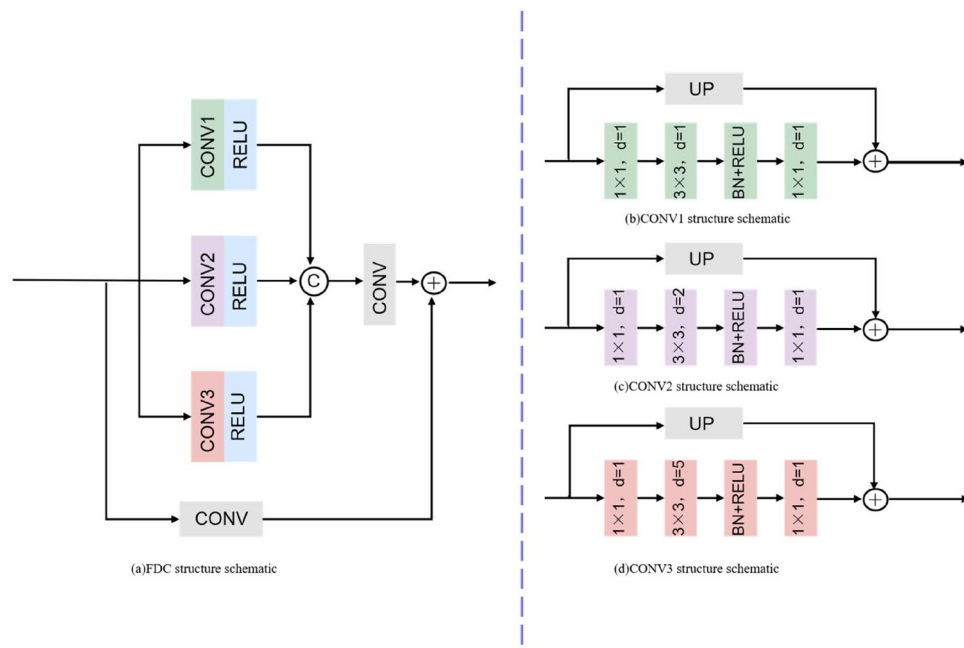 CONV1
RELU
CONV2
RELU
C
CONV
+
CONV3
RELU
CONV
(a)FDC structure schematic
UP
1×1, d=1
3×3, d=1
BN+RELU
1×1, d=1
+
(b)CONV1 structure schematic
UP
1×1, d=1
3×3, d=2
BN+RELU
1×1, d=1
+
(c)CONV2 structure schematic
UP
1×1, d=1
3×3, d=5
BN+RELU
1×1, d=1
+
(d)CONV3 structure schematic